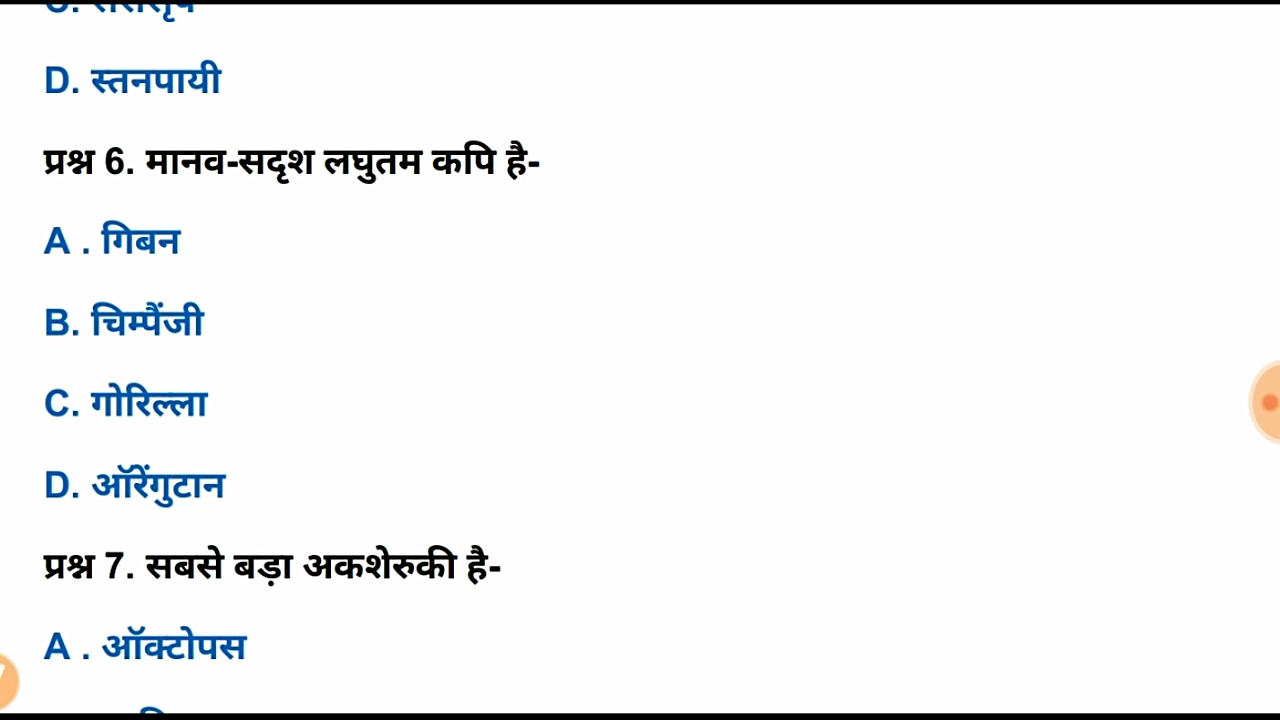 D. स्तनपायी
प्रश्न 6. मानव-सदृश लघुतम कपि है-
A . गिबन
B. चिम्पैंजी
C. गोरिल्ला
D. ऑरेंगुटान
प्रश्न 7. सबसे बड़ा अकशेरुकी है-
A . ऑक्टोपस